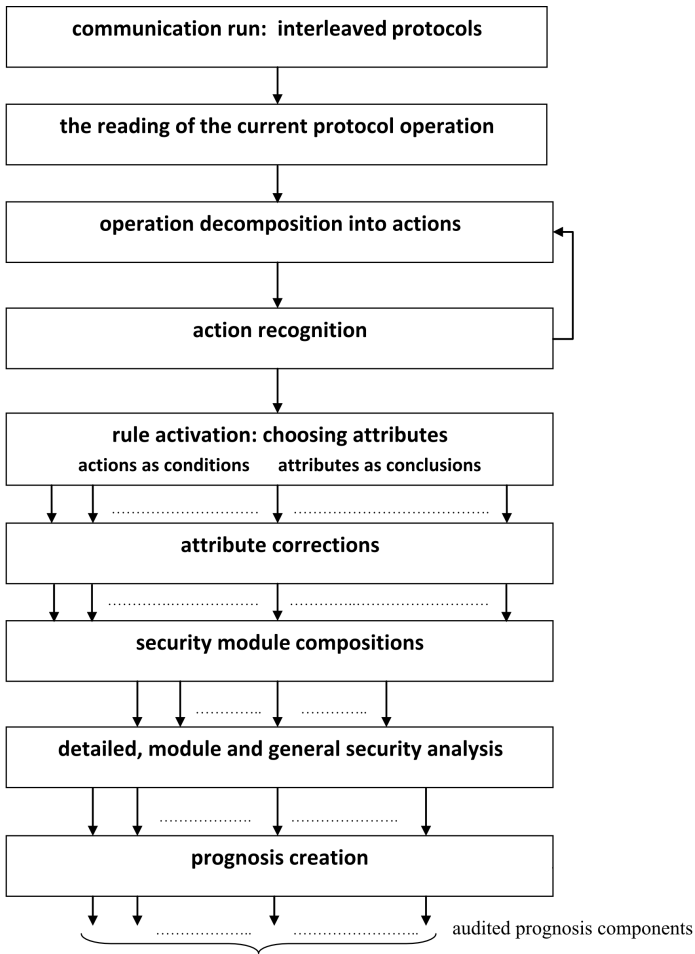 communication run: interleaved protocols
the reading of the current protocol operation
operation decomposition into actions
action recognition
rule activation: choosing attributes
actions as conditions attributes as conclusions
attribute corrections
security module compositions
detailed, module and general security analysis
prognosis creation
audited prognosis components